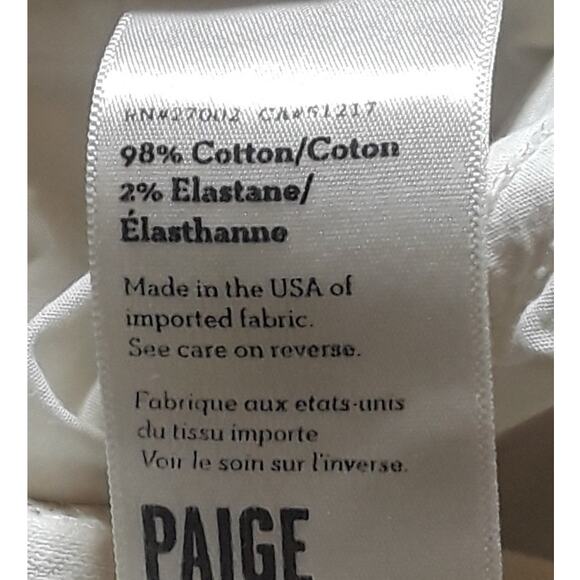 RN#27002 CA#51217
98% Cotton/Coton
2% Elastane/
Élasthanne
Made in the USA of
imported fabric.
See care on reverse.
Fabrique aux etats-unis
du tissu importe
Voir le soin sur l'inverse.
PAIGE